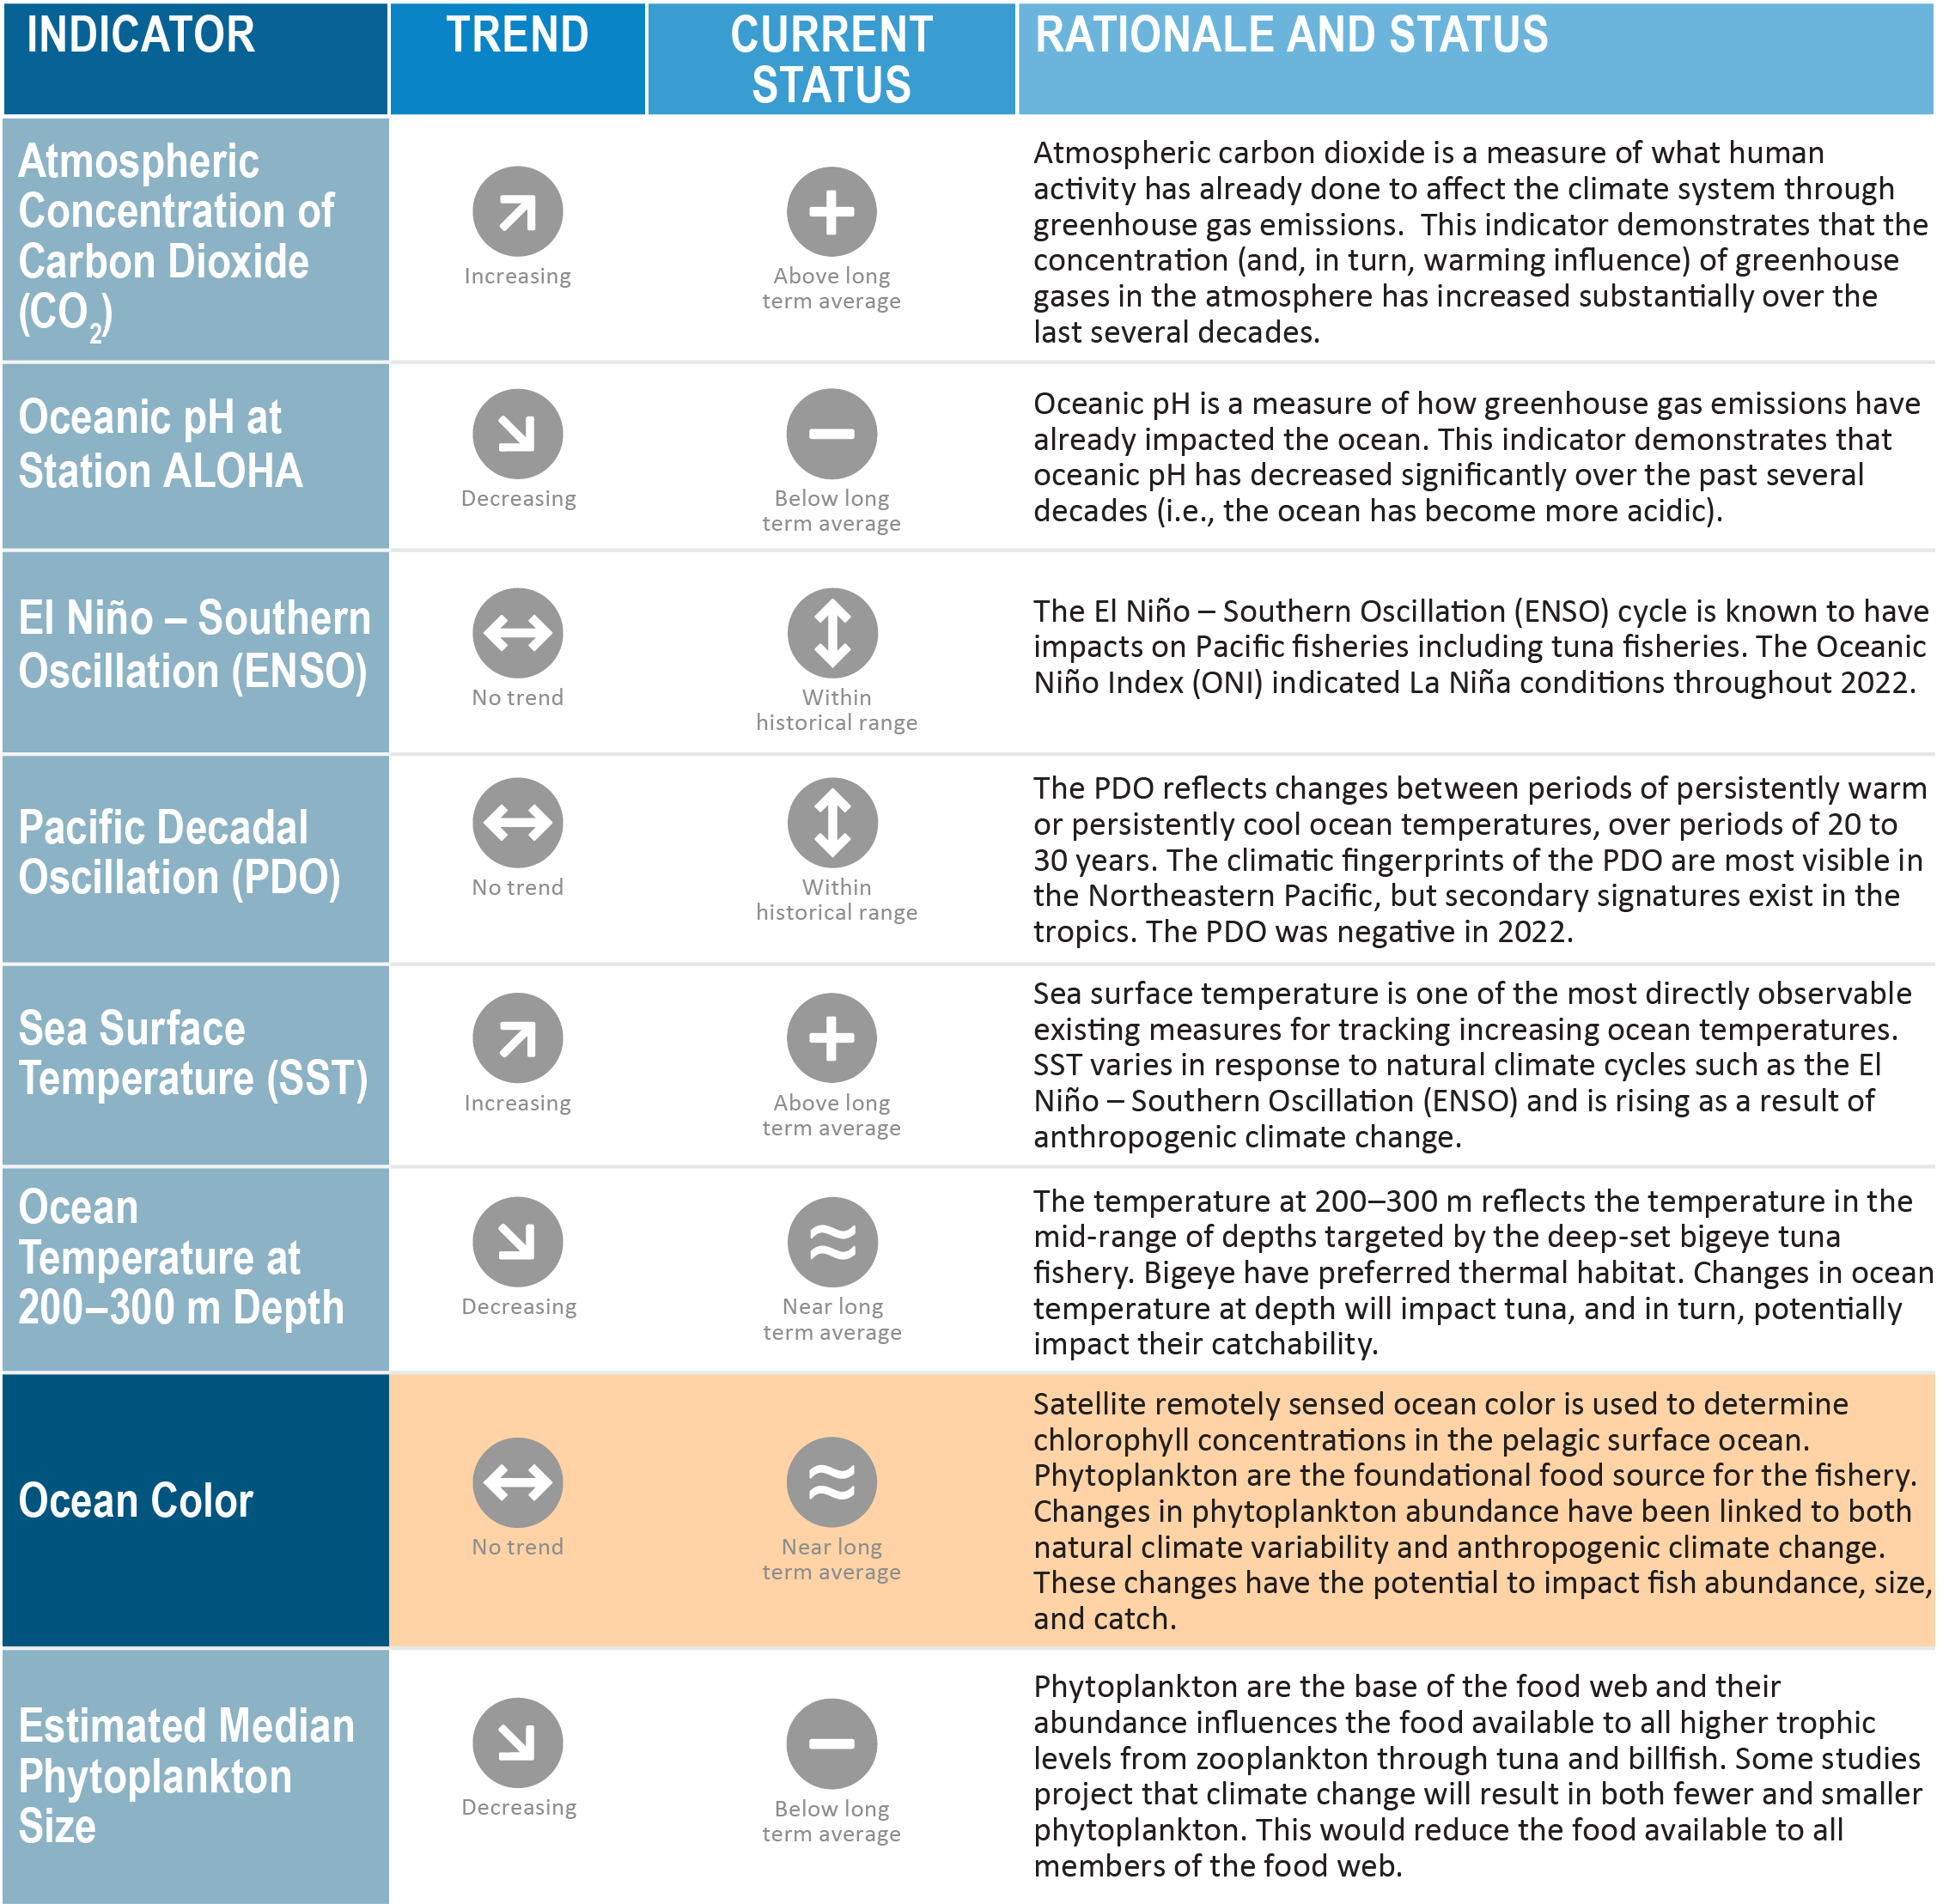 INDICATOR
TREND
CURRENT
STATUS
RATIONALE AND STATUS
Atmospheric
Concentration of
Carbon Dioxide
(CO2)
Increasing
Above long
term average
Atmospheric carbon dioxide is a measure of what human
activity has already done to affect the climate system through
greenhouse gas emissions.  This indicator demonstrates that the
concentration (and, in turn, warming influence) of greenhouse
gases in the atmosphere has increased substantially over the
last several decades.
Oceanic pH at
Station ALOHA
Decreasing
Below long
term average
Oceanic pH is a measure of how greenhouse gas emissions have
already impacted the ocean. This indicator demonstrates that
oceanic pH has decreased significantly over the past several
decades (i.e., the ocean has become more acidic).
El Niño – Southern
Oscillation (ENSO)
No trend
Within
historical range
The El Niño – Southern Oscillation (ENSO) cycle is known to have
impacts on Pacific fisheries including tuna fisheries. The Oceanic
Niño Index (ONI) indicated La Niña conditions throughout 2022.
Pacific Decadal
Oscillation (PDO)
No trend
Within
historical range
The PDO reflects changes between periods of persistently warm
or persistently cool ocean temperatures, over periods of 20 to
30 years. The climatic fingerprints of the PDO are most visible in
the Northeastern Pacific, but secondary signatures exist in the
tropics. The PDO was negative in 2022.
Sea Surface
Temperature (SST)
Increasing
Above long
term average
Sea surface temperature is one of the most directly observable
existing measures for tracking increasing ocean temperatures.
SST varies in response to natural climate cycles such as the El
Niño – Southern Oscillation (ENSO) and is rising as a result of
anthropogenic climate change.
Ocean
Temperature at
200–300 m Depth
Decreasing
Near long
term average
The temperature at 200–300 m reflects the temperature in the
mid-range of depths targeted by the deep-set bigeye tuna
fishery. Bigeye have preferred thermal habitat. Changes in ocean
temperature at depth will impact tuna, and in turn, potentially
impact their catchability.
Ocean Color
No trend
Near long
term average
Satellite remotely sensed ocean color is used to determine
chlorophyll concentrations in the pelagic surface ocean.
Phytoplankton are the foundational food source for the fishery.
Changes in phytoplankton abundance have been linked to both
natural climate variability and anthropogenic climate change.
These changes have the potential to impact fish abundance, size,
and catch.
Estimated Median
Phytoplankton
Size
Decreasing
Below long
term average
Phytoplankton are the base of the food web and their
abundance influences the food available to all higher trophic
levels from zooplankton through tuna and billfish. Some studies
project that climate change will result in both fewer and smaller
phytoplankton. This would reduce the food available to all
members of the food web.